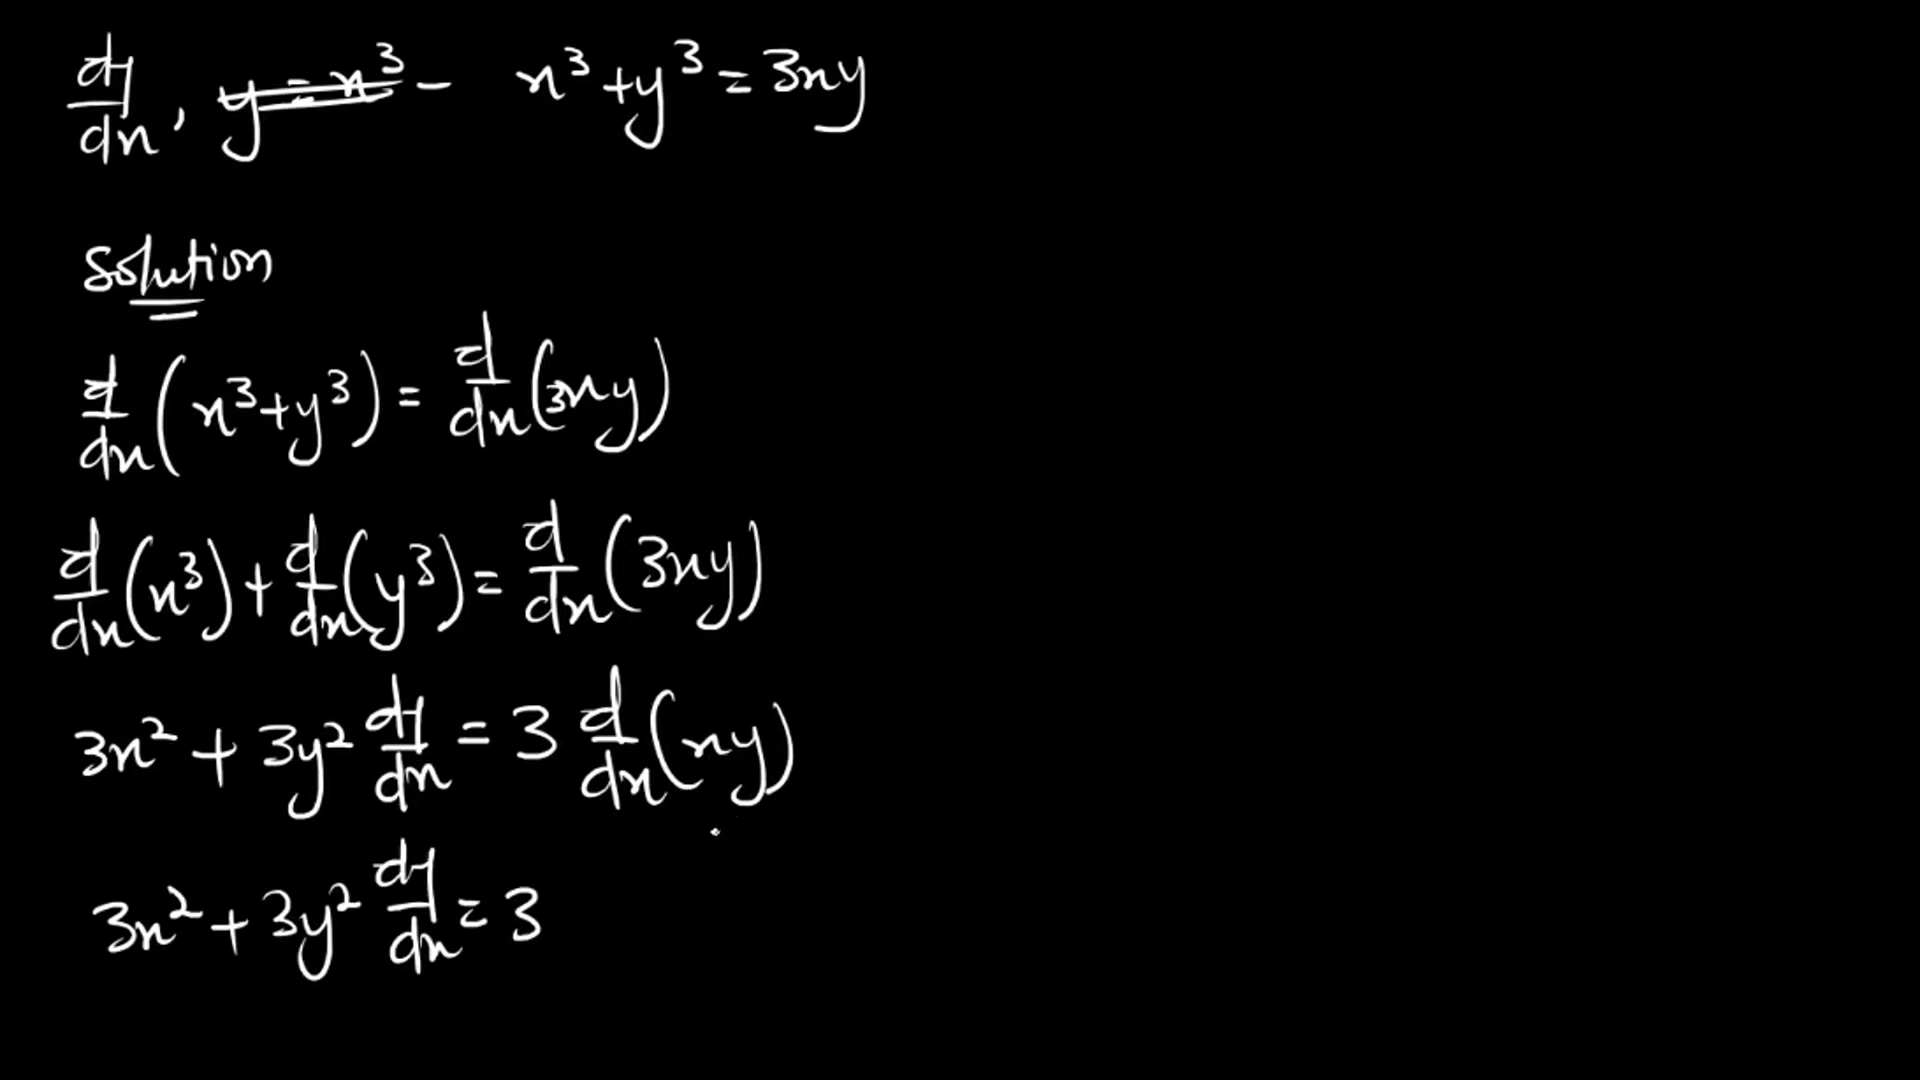 dy/dx, y = x³ - x³ + y³ = 3xy
Solution
d/dx (x³ + y³) = d/dx (3xy)
d/dx (x³) + d/dx (y³) = d/dx (3xy)
3x² + 3y² dy/dx = 3 d/dx (xy)
3x² + 3y² dy/dx = 3